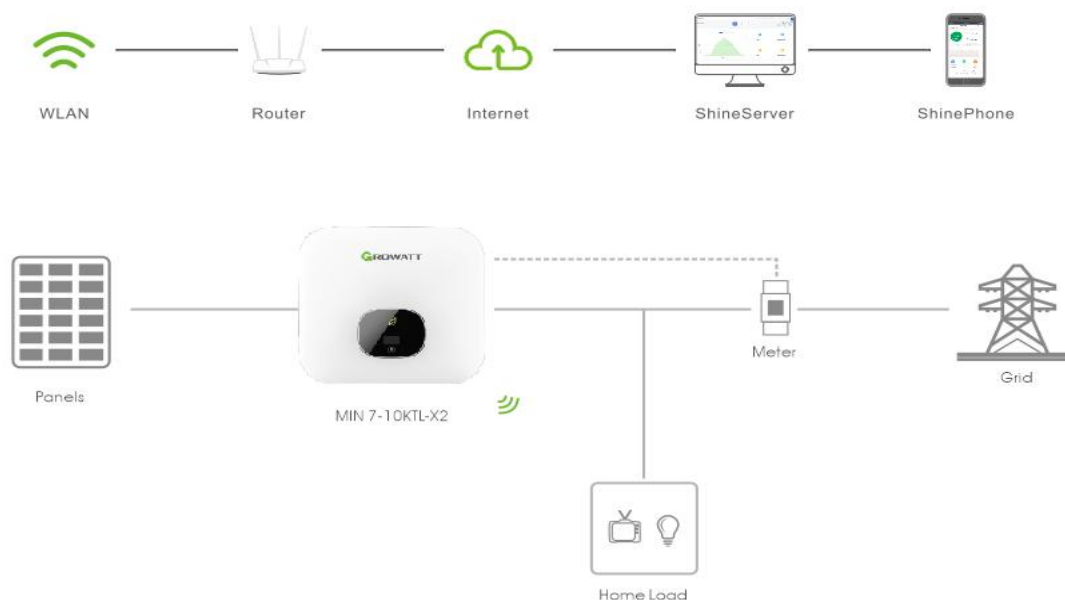 WLAN
Router
Internet
ShineServer
ShinePhone
GROWATT
Panels
MIN 7-10KTL-X2
Meter
Grid
Home Load